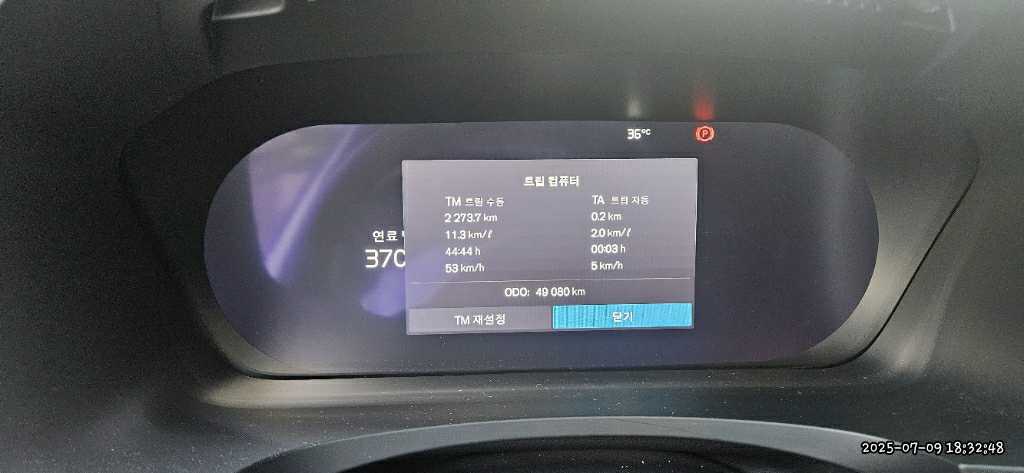 36°C
P
트립 컴퓨터
TM 트립 수동
TA 트립 자동
2 273.7 km
0.2 km
11.3 km/ℓ
2.0 km/ℓ
44:44 h
00:03 h
53 km/h
5 km/h
연료
370
ODO: 49 080 km
TM 재설정
닫기
2025-07-09 18:32:48